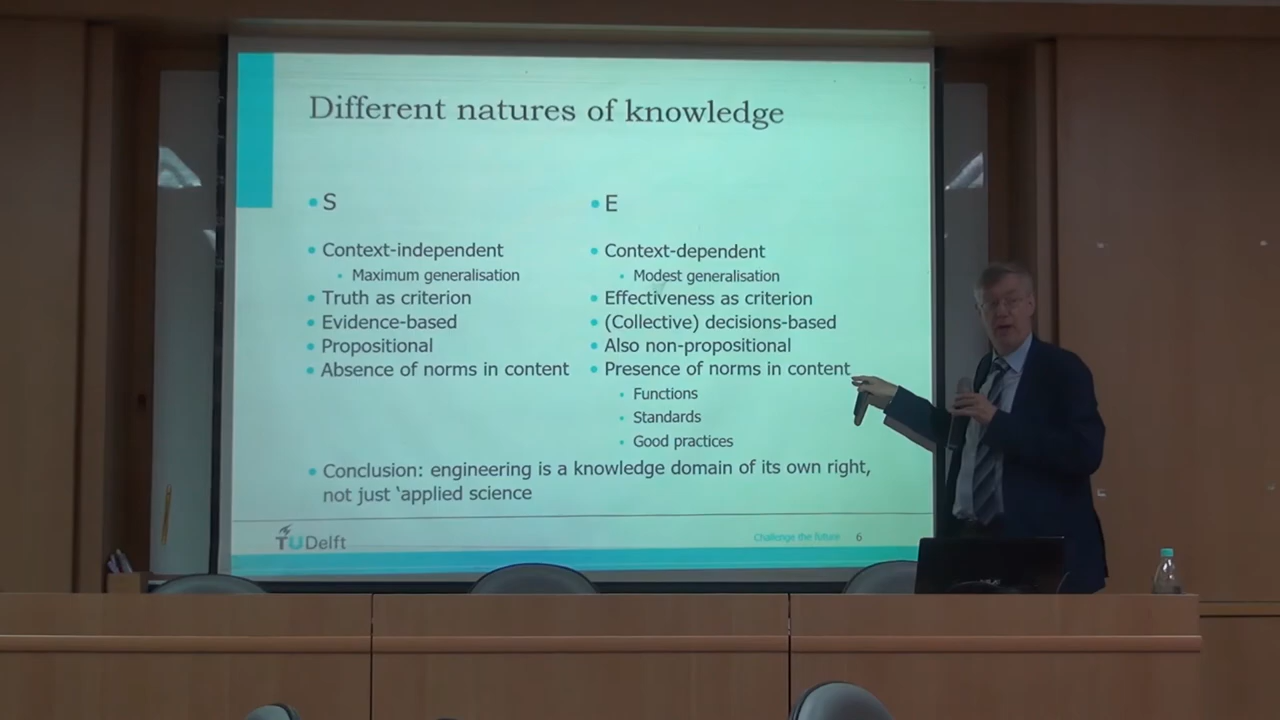 Different natures of knowledge
• S
• Context-independent
• Maximum generalisation
• Truth as criterion
• Evidence-based
• Propositional
• Absence of norms in content
• E
• Context-dependent
• Modest generalisation
• Effectiveness as criterion
• (Collective) decisions-based
• Also non-propositional
• Presence of norms in content
• Functions
• Standards
• Good practices
• Conclusion: engineering is a knowledge domain of its own right,
not just ‘applied science
TUDelft
Challenge the future 6